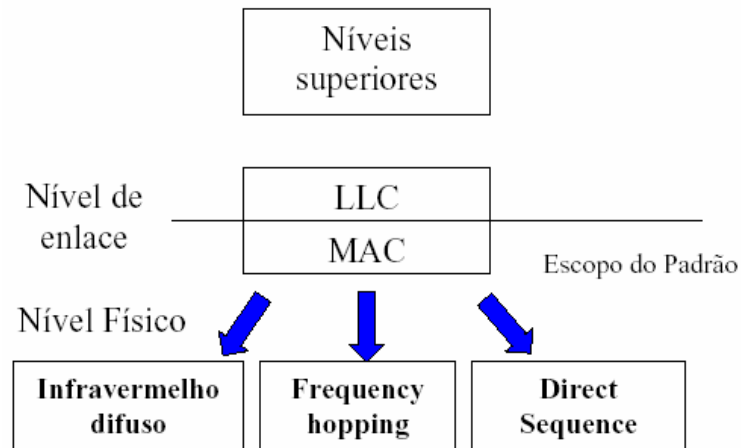 Níveis
superiores
Nível de
enlace
LLC
MAC
Escopo do Padrão
Nível Físico
Infravermelho
difuso
Frequency
hopping
Direct
Sequence